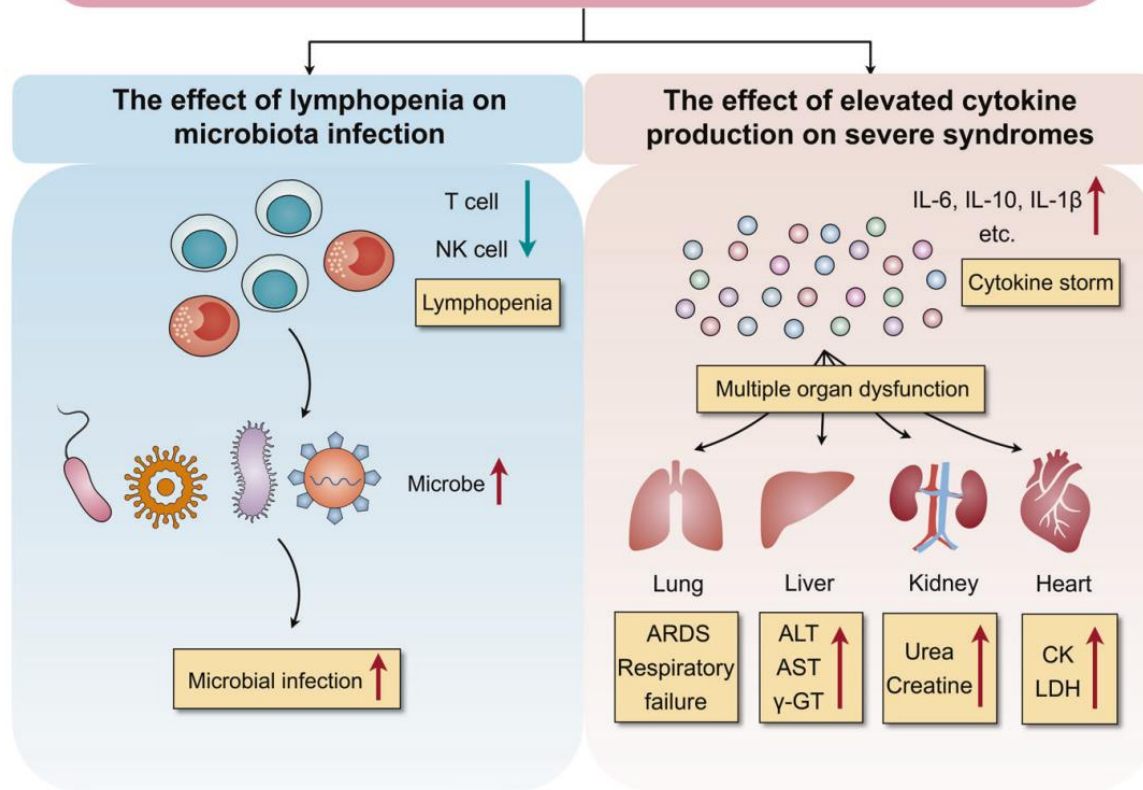 The effect of lymphopenia on
microbiota infection
T cell
NK cell
Lymphopenia
Microbe
Microbial infection
The effect of elevated cytokine
production on severe syndromes
IL-6, IL-10, IL-1β
etc.
Cytokine storm
Multiple organ dysfunction
Lung
Liver
Kidney
Heart
ARDS
Respiratory
failure
ALT
AST
γ-GT
Urea
Creatine
CK
LDH